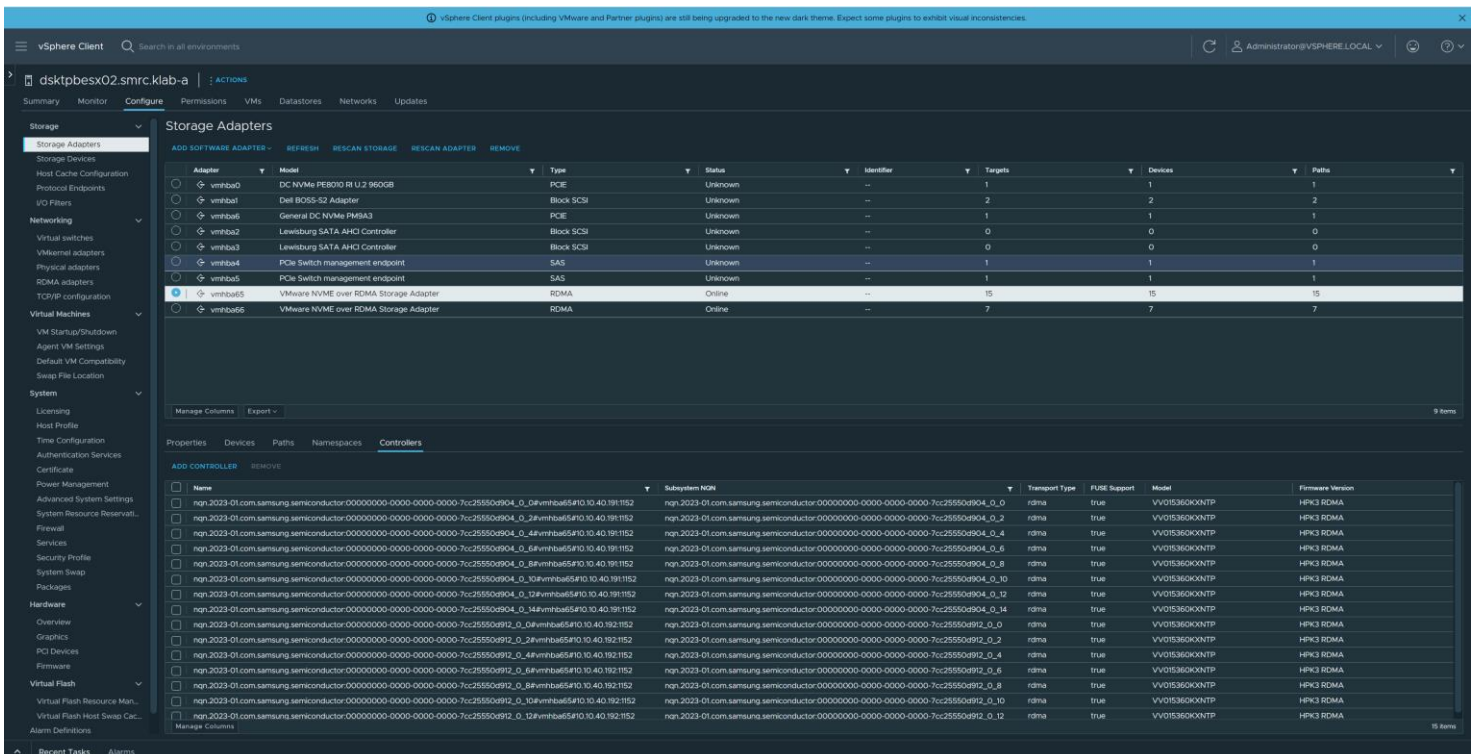 vSphere Client plugins (including VMware and Partner plugins) are still being upgraded to the new dark theme. Expect some plugins to exhibit visual inconsistencies.
vSphere Client Search in all environments Administrator@VSPHERE.LOCAL
dsktpbesx02.smrc.klab-a ACTIONS
Summary Monitor Configure Permissions VMs Datastores Networks Updates
Storage
Storage Adapters
Storage Devices
Host Cache Configuration
Protocol Endpoints
I/O Filters
Networking
Virtual switches
VMkernel adapters
Physical adapters
RDMA adapters
TCP/IP configuration
Virtual Machines
VM Startup/Shutdown
Agent VM Settings
Default VM Compatibility
Swap File Location
System
Licensing
Host Profile
Time Configuration
Authentication Services
Certificate
Power Management
Advanced System Settings
System Resource Reservati...
Firewall
Services
Security Profile
System Swap
Packages
Hardware
Overview
Graphics
PCI Devices
Firmware
Virtual Flash
Virtual Flash Resource Man...
Virtual Flash Host Swap Cac...
Alarm Definitions
Storage Adapters
ADD SOFTWARE ADAPTER REFRESH RESCAN STORAGE RESCAN ADAPTER REMOVE
Adapter Model Type Status Identifier Targets Devices Paths
vmhba0 DC NVMe PE8010 RI U.2 960GB PCIE Unknown -- 1 1 1
vmhba1 Dell BOSS-S2 Adapter Block SCSI Unknown -- 2 2 2
vmhba6 General DC NVMe PM9A3 PCIE Unknown -- 1 1 1
vmhba2 Lewisburg SATA AHCI Controller Block SCSI Unknown -- 0 0 0
vmhba3 Lewisburg SATA AHCI Controller Block SCSI Unknown -- 0 0 0
vmhba4 PCIe Switch management endpoint SAS Unknown -- 1 1 1
vmhba5 PCIe Switch management endpoint SAS Unknown -- 1 1 1
vmhba65 VMware NVME over RDMA Storage Adapter RDMA Online -- 15 15 15
vmhba66 VMware NVME over RDMA Storage Adapter RDMA Online -- 7 7 7
Manage Columns Export 9 items
Properties Devices Paths Namespaces Controllers
ADD CONTROLLER REMOVE
Name Subsystem NQN Transport Type FUSE Support Model Firmware Version
nqn.2023-01.com.samsung.semiconductor:00000000-0000-0000-0000-7cc25550d904_0_0#vmhba65#10.10.40.191:1152 nqn.2023-01.com.samsung.semiconductor:00000000-0000-0000-0000-7cc25550d904_0_0 rdma true VV015360KXNTP HPK3 RDMA
nqn.2023-01.com.samsung.semiconductor:00000000-0000-0000-0000-7cc25550d904_0_2#vmhba65#10.10.40.191:1152 nqn.2023-01.com.samsung.semiconductor:00000000-0000-0000-0000-7cc25550d904_0_2 rdma true VV015360KXNTP HPK3 RDMA
nqn.2023-01.com.samsung.semiconductor:00000000-0000-0000-0000-7cc25550d904_0_4#vmhba65#10.10.40.191:1152 nqn.2023-01.com.samsung.semiconductor:00000000-0000-0000-0000-7cc25550d904_0_4 rdma true VV015360KXNTP HPK3 RDMA
nqn.2023-01.com.samsung.semiconductor:00000000-0000-0000-0000-7cc25550d904_0_6#vmhba65#10.10.40.191:1152 nqn.2023-01.com.samsung.semiconductor:00000000-0000-0000-0000-7cc25550d904_0_6 rdma true VV015360KXNTP HPK3 RDMA
nqn.2023-01.com.samsung.semiconductor:00000000-0000-0000-0000-7cc25550d904_0_8#vmhba65#10.10.40.191:1152 nqn.2023-01.com.samsung.semiconductor:00000000-0000-0000-0000-7cc25550d904_0_8 rdma true VV015360KXNTP HPK3 RDMA
nqn.2023-01.com.samsung.semiconductor:00000000-0000-0000-0000-7cc25550d904_0_10#vmhba65#10.10.40.191:1152 nqn.2023-01.com.samsung.semiconductor:00000000-0000-0000-0000-7cc25550d904_0_10 rdma true VV015360KXNTP HPK3 RDMA
nqn.2023-01.com.samsung.semiconductor:00000000-0000-0000-0000-7cc25550d904_0_12#vmhba65#10.10.40.191:1152 nqn.2023-01.com.samsung.semiconductor:00000000-0000-0000-0000-7cc25550d904_0_12 rdma true VV015360KXNTP HPK3 RDMA
nqn.2023-01.com.samsung.semiconductor:00000000-0000-0000-0000-7cc25550d904_0_14#vmhba65#10.10.40.191:1152 nqn.2023-01.com.samsung.semiconductor:00000000-0000-0000-0000-7cc25550d904_0_14 rdma true VV015360KXNTP HPK3 RDMA
nqn.2023-01.com.samsung.semiconductor:00000000-0000-0000-0000-7cc25550d912_0_0#vmhba65#10.10.40.192:1152 nqn.2023-01.com.samsung.semiconductor:00000000-0000-0000-0000-7cc25550d912_0_0 rdma true VV015360KXNTP HPK3 RDMA
nqn.2023-01.com.samsung.semiconductor:00000000-0000-0000-0000-7cc25550d912_0_2#vmhba65#10.10.40.192:1152 nqn.2023-01.com.samsung.semiconductor:00000000-0000-0000-0000-7cc25550d912_0_2 rdma true VV015360KXNTP HPK3 RDMA
nqn.2023-01.com.samsung.semiconductor:00000000-0000-0000-0000-7cc25550d912_0_4#vmhba65#10.10.40.192:1152 nqn.2023-01.com.samsung.semiconductor:00000000-0000-0000-0000-7cc25550d912_0_4 rdma true VV015360KXNTP HPK3 RDMA
nqn.2023-01.com.samsung.semiconductor:00000000-0000-0000-0000-7cc25550d912_0_6#vmhba65#10.10.40.192:1152 nqn.2023-01.com.samsung.semiconductor:00000000-0000-0000-0000-7cc25550d912_0_6 rdma true VV015360KXNTP HPK3 RDMA
nqn.2023-01.com.samsung.semiconductor:00000000-0000-0000-0000-7cc25550d912_0_8#vmhba65#10.10.40.192:1152 nqn.2023-01.com.samsung.semiconductor:00000000-0000-0000-0000-7cc25550d912_0_8 rdma true VV015360KXNTP HPK3 RDMA
nqn.2023-01.com.samsung.semiconductor:00000000-0000-0000-0000-7cc25550d912_0_10#vmhba65#10.10.40.192:1152 nqn.2023-01.com.samsung.semiconductor:00000000-0000-0000-0000-7cc25550d912_0_10 rdma true VV015360KXNTP HPK3 RDMA
nqn.2023-01.com.samsung.semiconductor:00000000-0000-0000-0000-7cc25550d912_0_12#vmhba65#10.10.40.192:1152 nqn.2023-01.com.samsung.semiconductor:00000000-0000-0000-0000-7cc25550d912_0_12 rdma true VV015360KXNTP HPK3 RDMA
Manage Columns 15 items
Recent Tasks Alarms